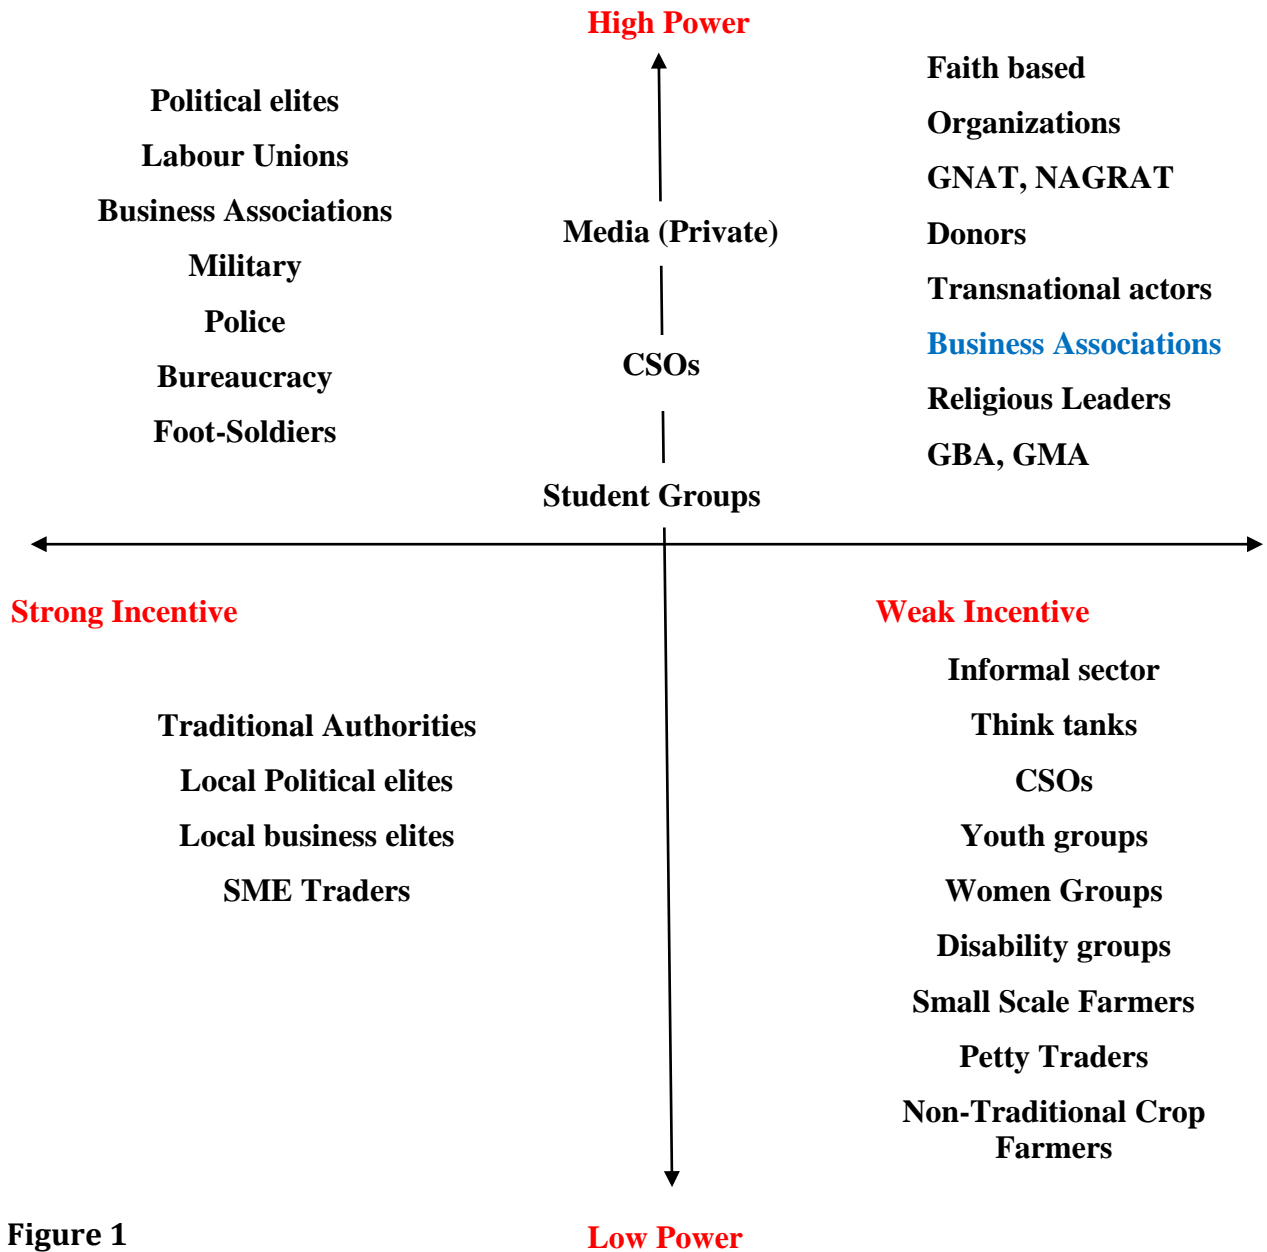 High Power
Political elites
Labour Unions
Business Associations
Military
Police
Bureaucracy
Foot-Soldiers
Media (Private)
CSOs
Student Groups
Faith based
Organizations
GNAT, NAGRAT
Donors
Transnational actors
Business Associations
Religious Leaders
GBA, GMA
Strong Incentive
Weak Incentive
Traditional Authorities
Local Political elites
Local business elites
SME Traders
Informal sector
Think tanks
CSOs
Youth groups
Women Groups
Disability groups
Small Scale Farmers
Petty Traders
Non-Traditional Crop
Farmers
Figure 1
Low Power